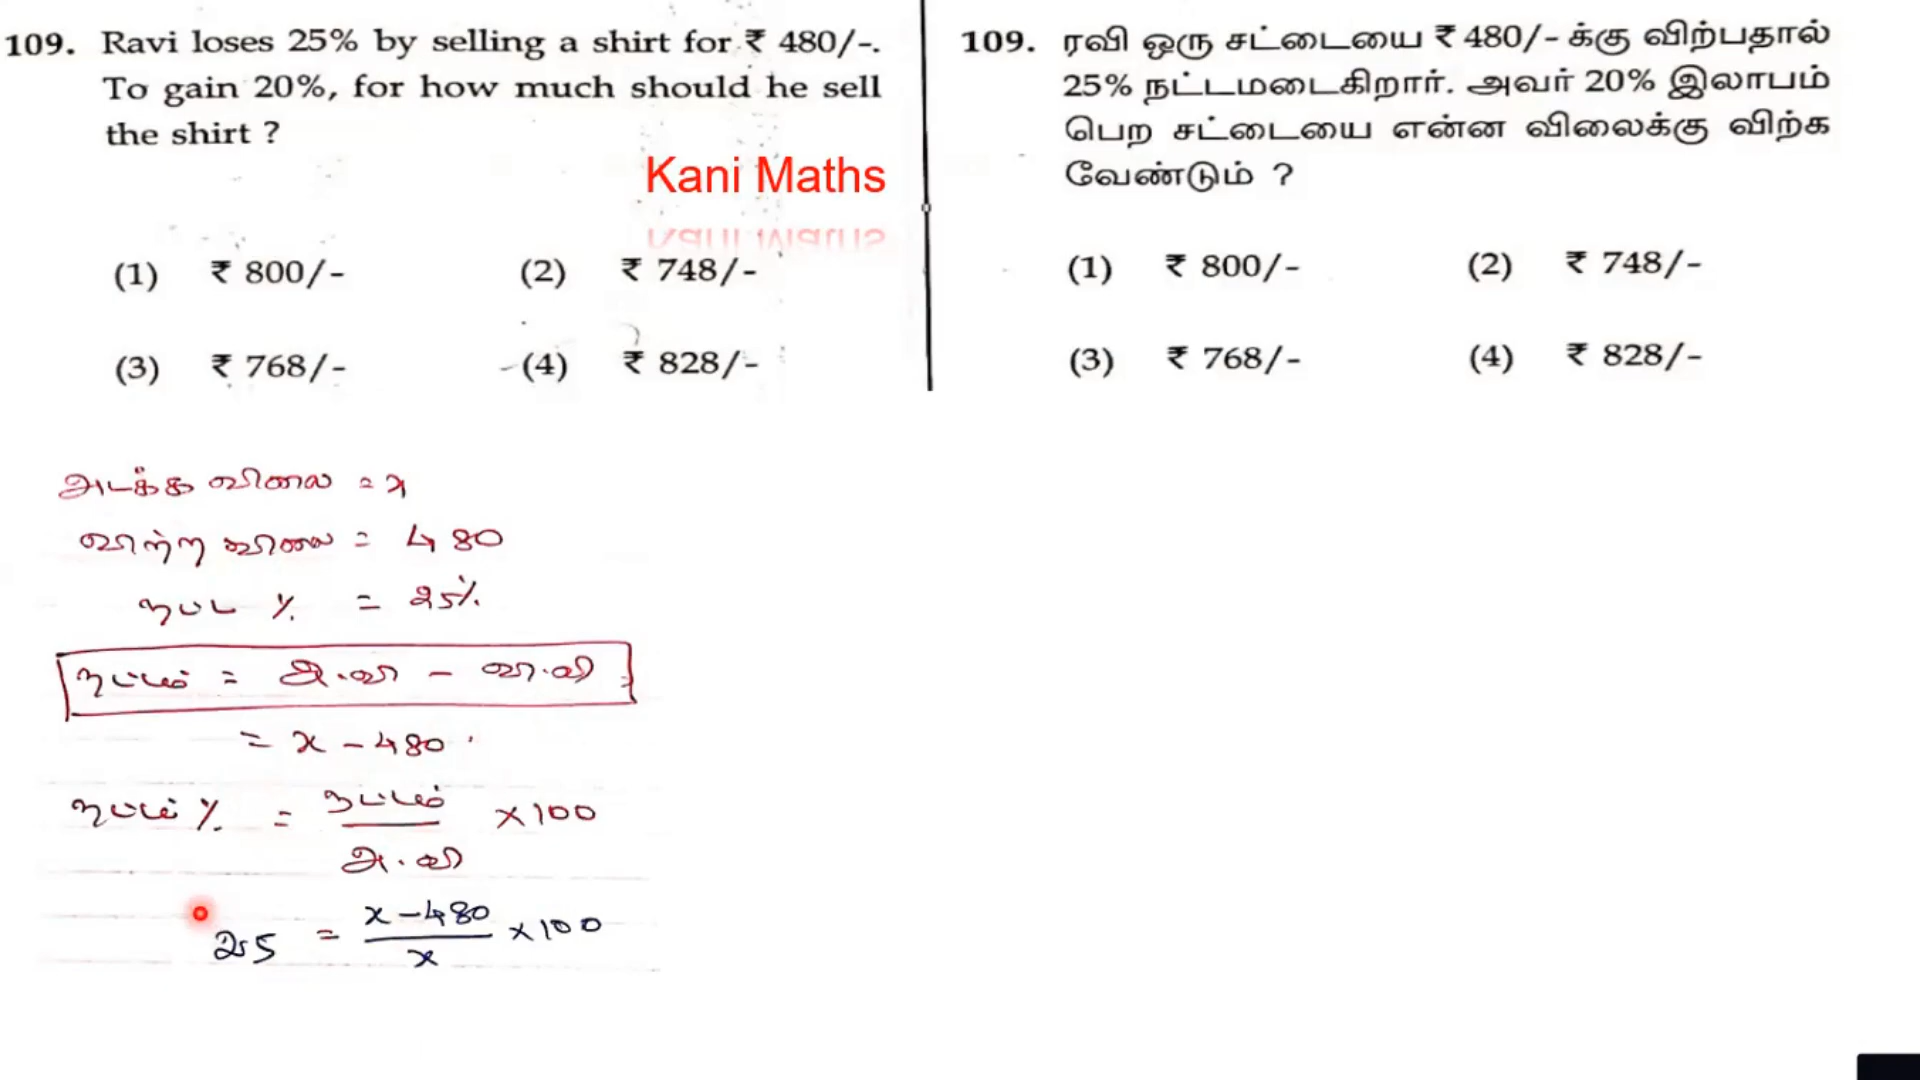 109. Ravi loses 25% by selling a shirt for ₹ 480/-.
To gain 20%, for how much should he sell
the shirt ?
Kani Maths
(1) ₹ 800/- (2) ₹ 748/-
(3) ₹ 768/- (4) ₹ 828/-
109. ரவி ஒரு சட்டையை ₹ 480/- க்கு விற்பதால்
25% நட்டமடைகிறார். அவர் 20% இலாபம்
பெற சட்டையை என்ன விலைக்கு விற்க
வேண்டும் ?
(1) ₹ 800/- (2) ₹ 748/-
(3) ₹ 768/- (4) ₹ 828/-
அடக்க விலை = x
விற்ற விலை = 480
நட்ட % = 25%
நட்டம் = அ.வி - வி.வி
= x - 480
நட்டம் % = நட்டம் / அ.வி × 100
25 = x - 480 / x × 100